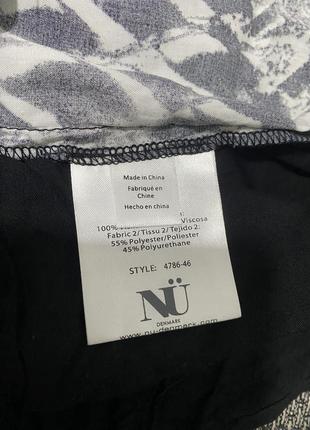 Made in China
Fabriqué en
Chine
Hecho en china
100% Viscosa
Fabric 2/ Tissu 2/ Tejido 2:
55% Polyester/Poliester
45% Polyurethane
STYLE: 4786-46
NÜ
DENMARK